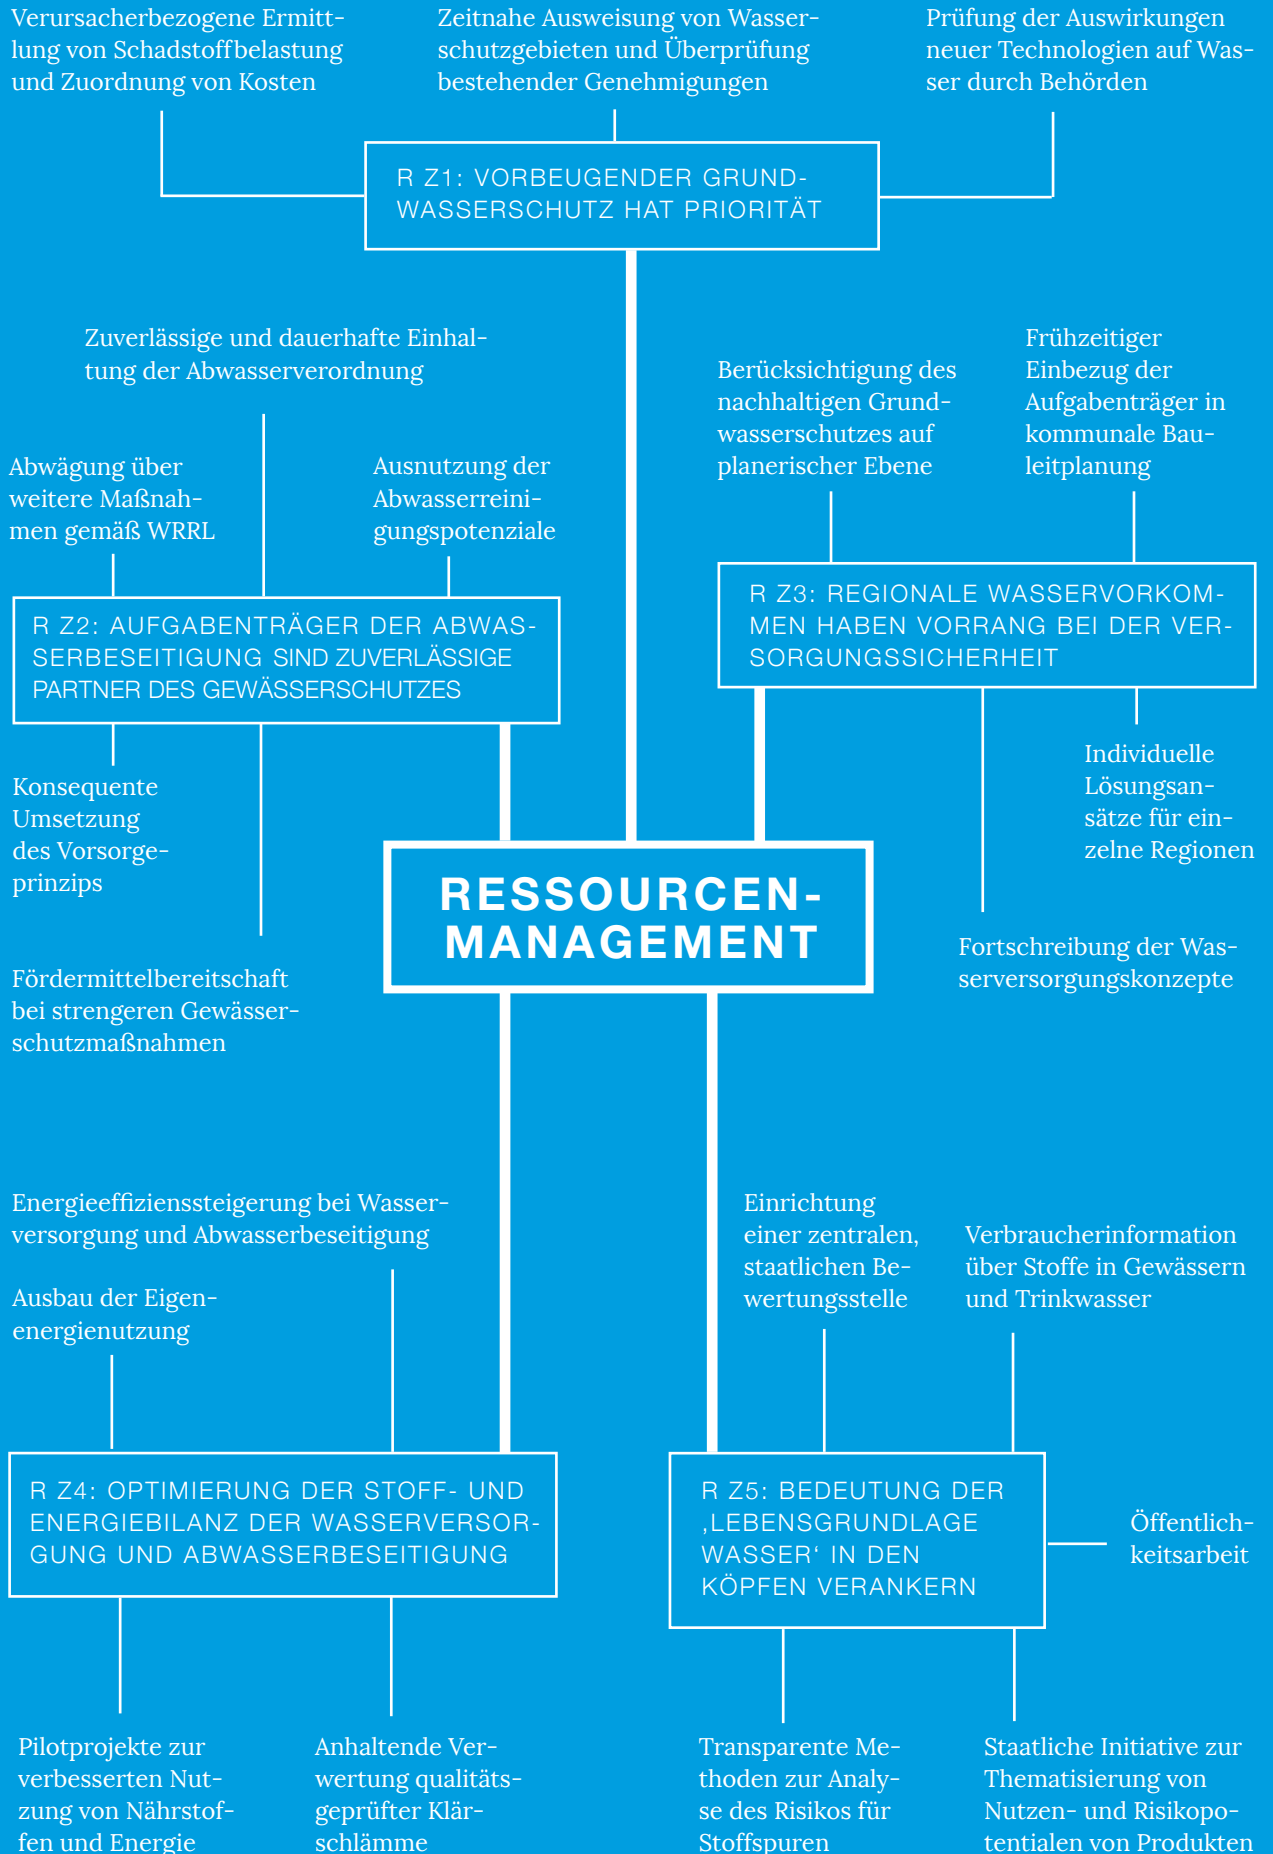 Verursacherbezogene Ermitt-
lung von Schadstoffbelastung
und Zuordnung von Kosten
Zeitnahe Ausweisung von Wasser-
schutzgebieten und Überprüfung
bestehender Genehmigungen
Prüfung der Auswirkungen
neuer Technologien auf Was-
ser durch Behörden
R Z1: VORBEUGENDER GRUND-
WASSERSCHUTZ HAT PRIORITÄT
Zuverlässige und dauerhafte Einhal-
tung der Abwasserverordnung
Abwägung über
weitere Maßnah-
men gemäß WRRL
Ausnutzung der
Abwasserreini-
gungspotenziale
Berücksichtigung des
nachhaltigen Grund-
wasserschutzes auf
planerischer Ebene
Frühzeitiger
Einbezug der
Aufgabenträger in
kommunale Bau-
leitplanung
R Z2: AUFGABENTRÄGER DER ABWAS-
SERBESEITIGUNG SIND ZUVERLÄSSIGE
PARTNER DES GEWÄSSERSCHUTZES
R Z3: REGIONALE WASSERVORKOM-
MEN HABEN VORRANG BEI DER VER-
SORGUNGSSICHERHEIT
Konsequente
Umsetzung
des Vorsorge-
prinzips
Individuelle
Lösungsan-
sätze für ein-
zelne Regionen
RESSOURCEN-
MANAGEMENT
Fördermittelbereitschaft
bei strengeren Gewässer-
schutzmaßnahmen
Fortschreibung der Was-
serversorgungskonzepte
Energieeffizienssteigerung bei Wasser-
versorgung und Abwasserbeseitigung
Ausbau der Eigen-
energienutzung
Einrichtung
einer zentralen,
staatlichen Be-
wertungsstelle
Verbraucherinformation
über Stoffe in Gewässern
und Trinkwasser
R Z4: OPTIMIERUNG DER STOFF- UND
ENERGIEBILANZ DER WASSERVERSOR-
GUNG UND ABWASSERBESEITIGUNG
R Z5: BEDEUTUNG DER
‚LEBENSGRUNDLAGE
WASSER‘ IN DEN
KÖPFEN VERANKERN
Öffentlich-
keitsarbeit
Pilotprojekte zur
verbesserten Nut-
zung von Nährstof-
fen und Energie
Anhaltende Ver-
wertung qualitäts-
geprüfter Klär-
schlämme
Transparente Me-
thoden zur Analy-
se des Risikos für
Stoffspuren
Staatliche Initiative zur
Thematisierung von
Nutzen- und Risikopo-
tentialen von Produkten